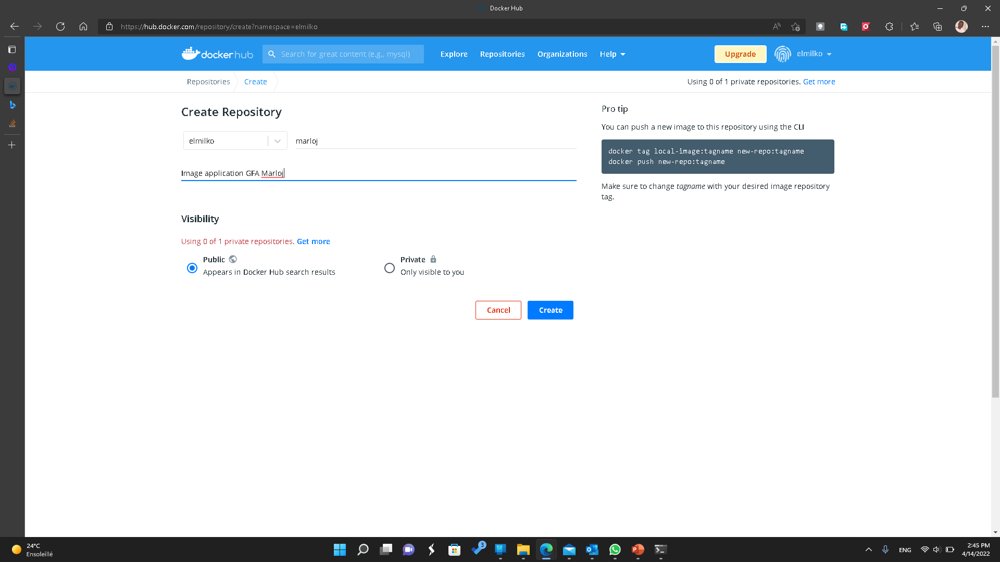 Docker Hub
https://hub.docker.com/repository/create?namespace=elmilko
dockerhub
Search for great content (e.g., mysql)
Explore
Repositories
Organizations
Help
Upgrade
elmilko
Repositories
Create
Using 0 of 1 private repositories. Get more
Create Repository
elmilko
marloj
Image application GFA Marloj
Visibility
Using 0 of 1 private repositories. Get more
Public
Appears in Docker Hub search results
Private
Only visible to you
Cancel
Create
Pro tip
You can push a new image to this repository using the CLI
docker tag local-image:tagname new-repo:tagname
docker push new-repo:tagname
Make sure to change tagname with your desired image repository
tag.
24°C
Ensoleillé
3
ENG
2:45 PM
4/14/2022